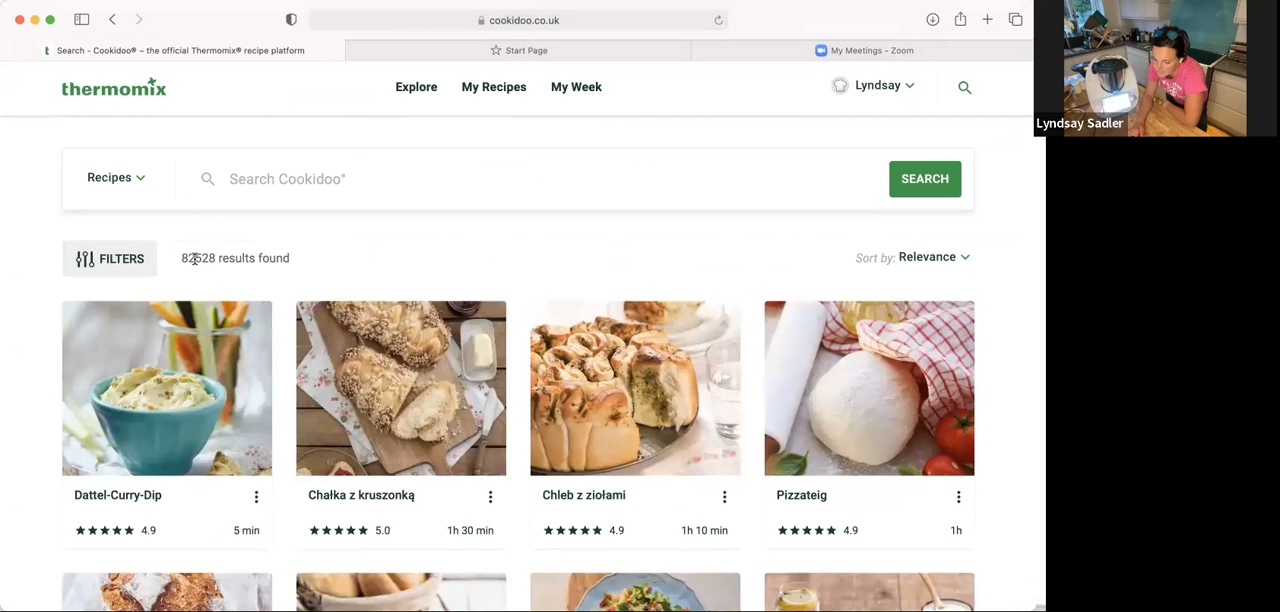 cookidoo.co.uk
t Search - Cookidoo® – the official Thermomix® recipe platform
Start Page
My Meetings - Zoom
thermomix
Explore
My Recipes
My Week
Lyndsay
Lyndsay Sadler
Recipes
Search Cookidoo®
SEARCH
FILTERS
82528 results found
Sort by: Relevance
Dattel-Curry-Dip
Chałka z kruszonką
Chleb z ziołami
Pizzateig
4.9
5 min
5.0
1h 30 min
4.9
1h 10 min
4.9
1h